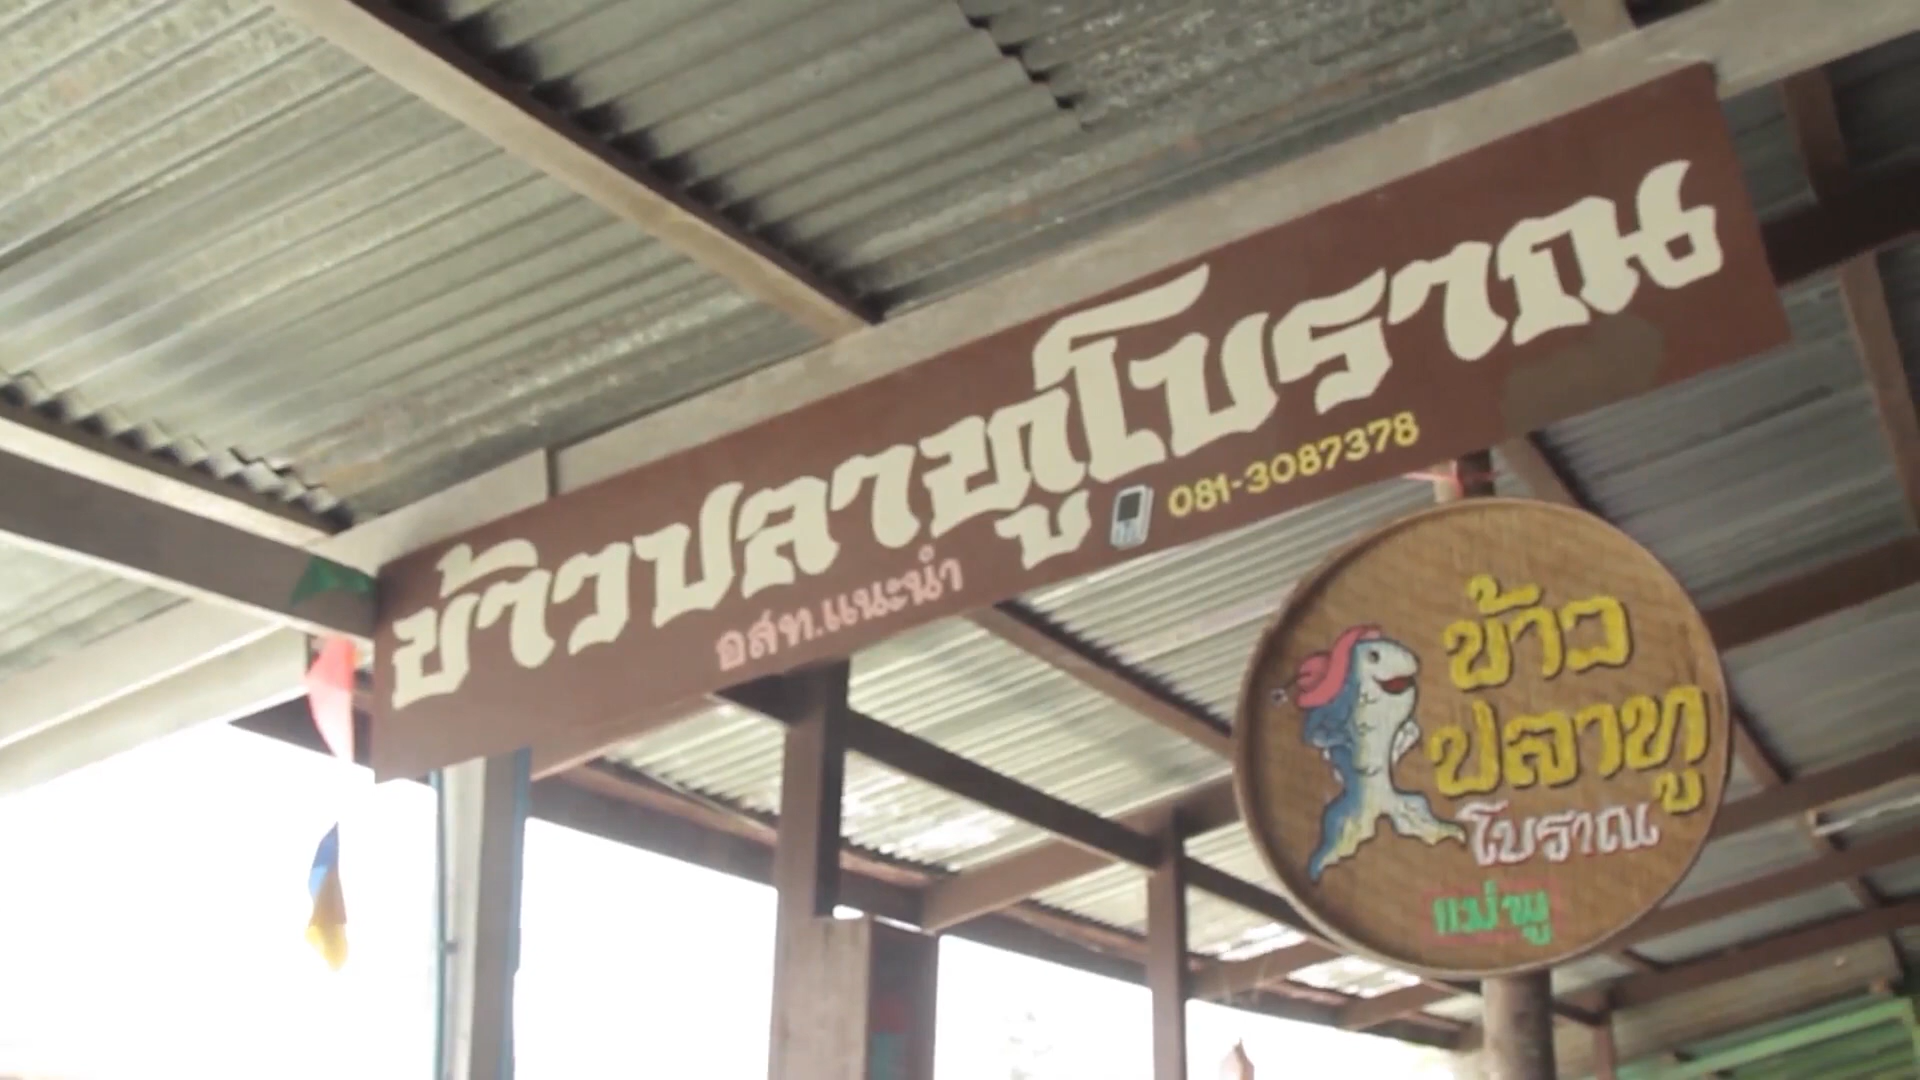 ข้าวปลาทูโบราณ
อสท.แนะนำ
081-3087378
ข้าว
ปลาทู
โบราณ
แม่พู